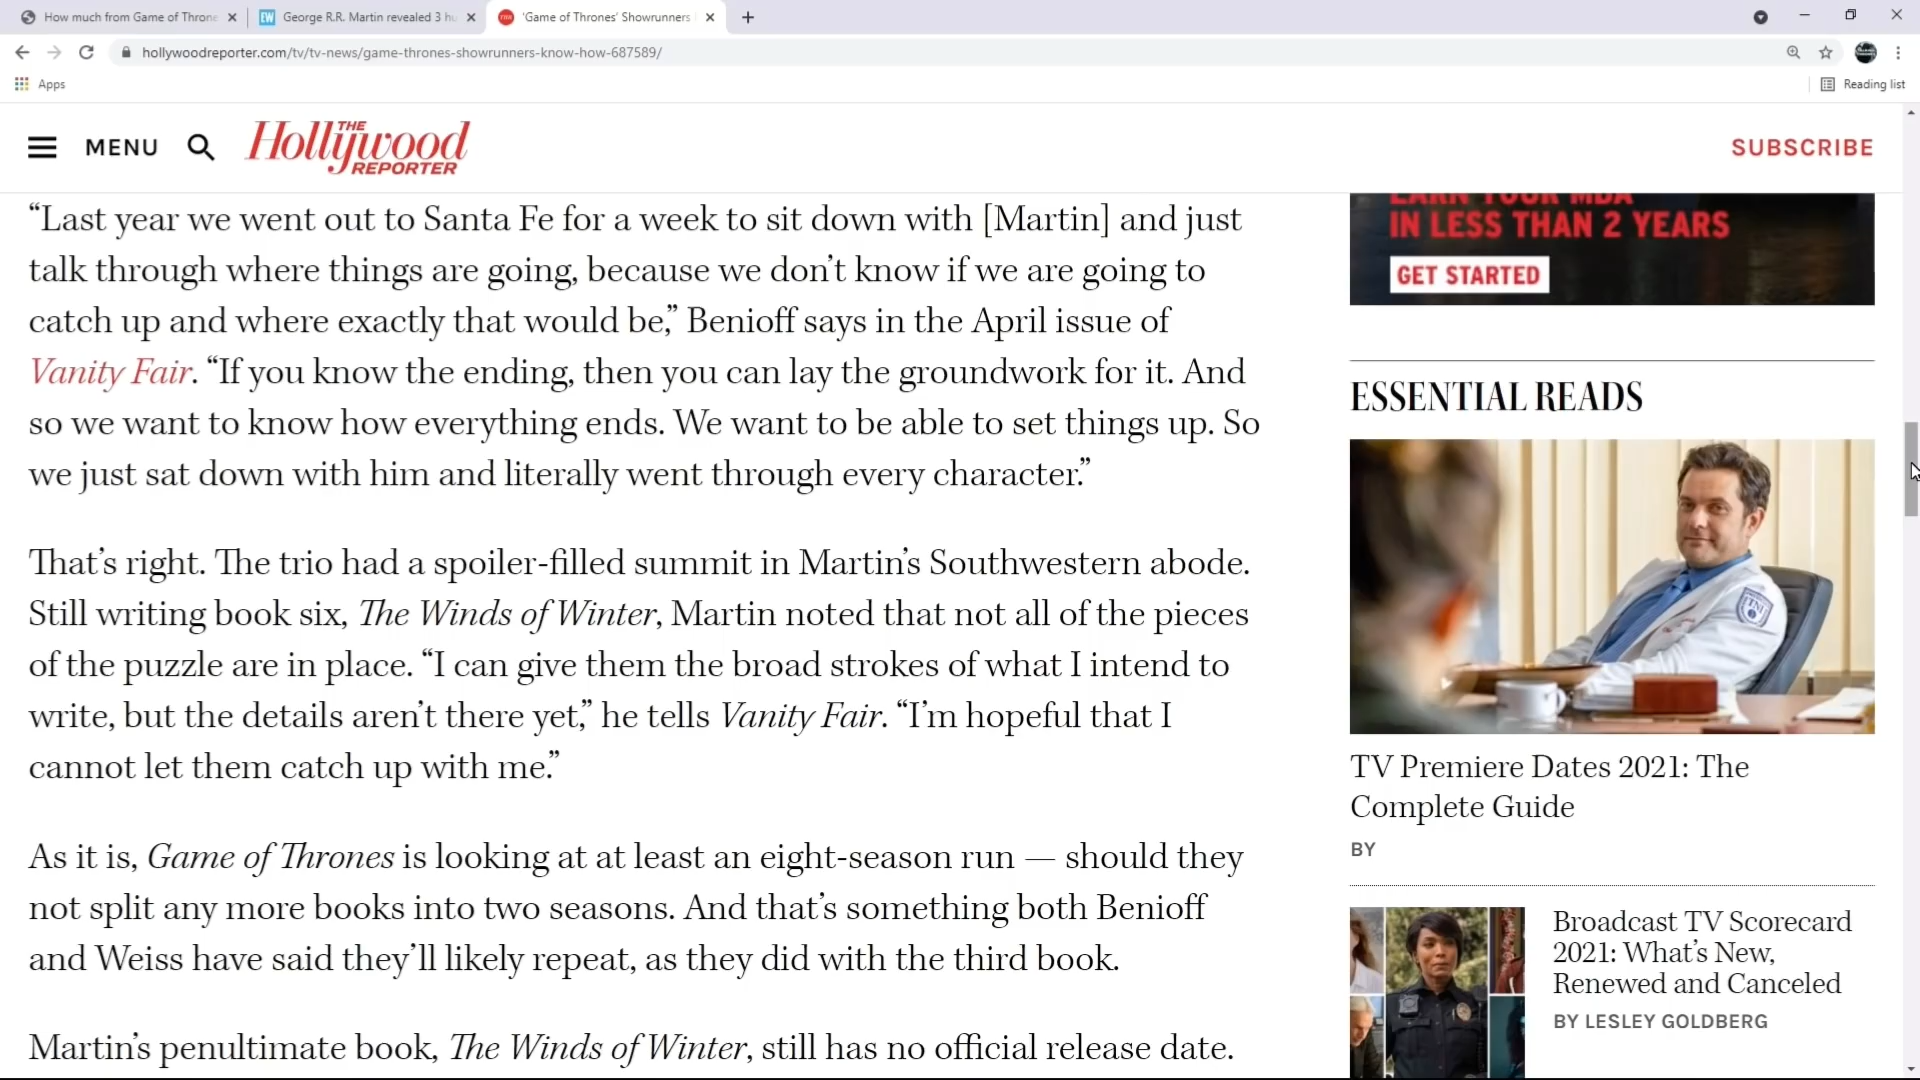 How much from Game of Throne
EW
George R.R. Martin revealed 3 hu
THR
'Game of Thrones' Showrunners
hollywoodreporter.com/tv/tv-news/game-thrones-showrunners-know-how-687589/
Apps
Reading list
MENU
THE
Hollywood
REPORTER
SUBSCRIBE
“Last year we went out to Santa Fe for a week to sit down with [Martin] and just
talk through where things are going, because we don’t know if we are going to
catch up and where exactly that would be,” Benioff says in the April issue of
Vanity Fair. “If you know the ending, then you can lay the groundwork for it. And
so we want to know how everything ends. We want to be able to set things up. So
we just sat down with him and literally went through every character.”
That’s right. The trio had a spoiler-filled summit in Martin’s Southwestern abode.
Still writing book six, The Winds of Winter, Martin noted that not all of the pieces
of the puzzle are in place. “I can give them the broad strokes of what I intend to
write, but the details aren’t there yet,” he tells Vanity Fair. “I’m hopeful that I
cannot let them catch up with me.”
As it is, Game of Thrones is looking at at least an eight-season run — should they
not split any more books into two seasons. And that’s something both Benioff
and Weiss have said they’ll likely repeat, as they did with the third book.
Martin’s penultimate book, The Winds of Winter, still has no official release date.
EARN YOUR MBA
IN LESS THAN 2 YEARS
GET STARTED
ESSENTIAL READS
TV Premiere Dates 2021: The
Complete Guide
BY
Broadcast TV Scorecard
2021: What’s New,
Renewed and Canceled
BY LESLEY GOLDBERG